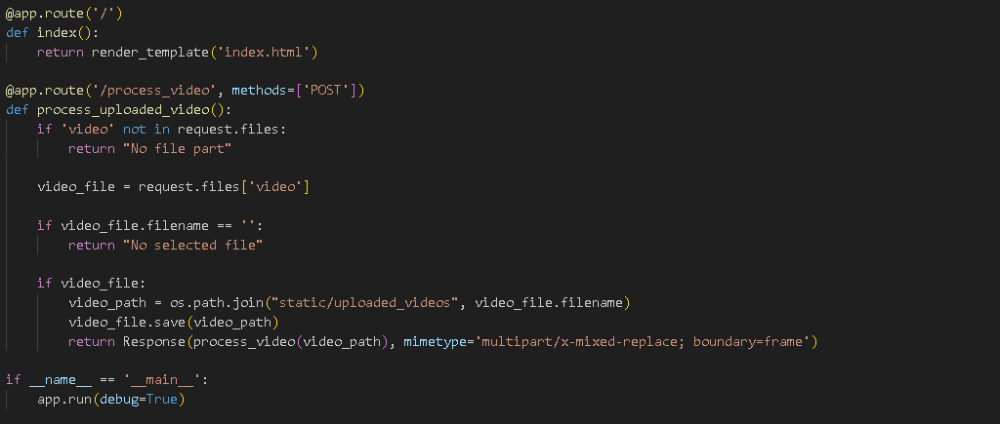 @app.route('/')
def index():
    return render_template('index.html')

@app.route('/process_video', methods=['POST'])
def process_uploaded_video():
    if 'video' not in request.files:
        return "No file part"

    video_file = request.files['video']

    if video_file.filename == '':
        return "No selected file"

    if video_file:
        video_path = os.path.join("static/uploaded_videos", video_file.filename)
        video_file.save(video_path)
        return Response(process_video(video_path), mimetype='multipart/x-mixed-replace; boundary=frame')

if __name__ == '__main__':
    app.run(debug=True)